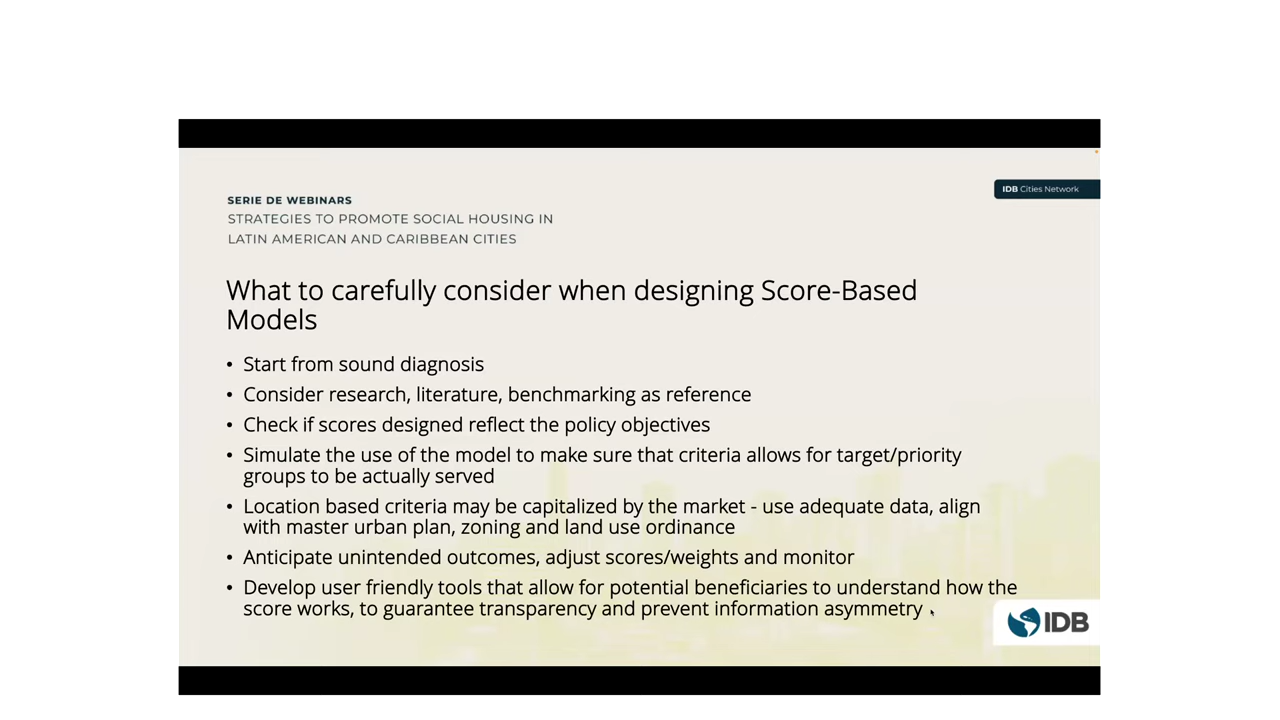 SERIE DE WEBINARS
IDB Cities Network
STRATEGIES TO PROMOTE SOCIAL HOUSING IN
LATIN AMERICAN AND CARIBBEAN CITIES
What to carefully consider when designing Score-Based
Models
• Start from sound diagnosis
• Consider research, literature, benchmarking as reference
• Check if scores designed reflect the policy objectives
• Simulate the use of the model to make sure that criteria allows for target/priority
groups to be actually served
• Location based criteria may be capitalized by the market - use adequate data, align
with master urban plan, zoning and land use ordinance
• Anticipate unintended outcomes, adjust scores/weights and monitor
• Develop user friendly tools that allow for potential beneficiaries to understand how the
score works, to guarantee transparency and prevent information asymmetry
IDB